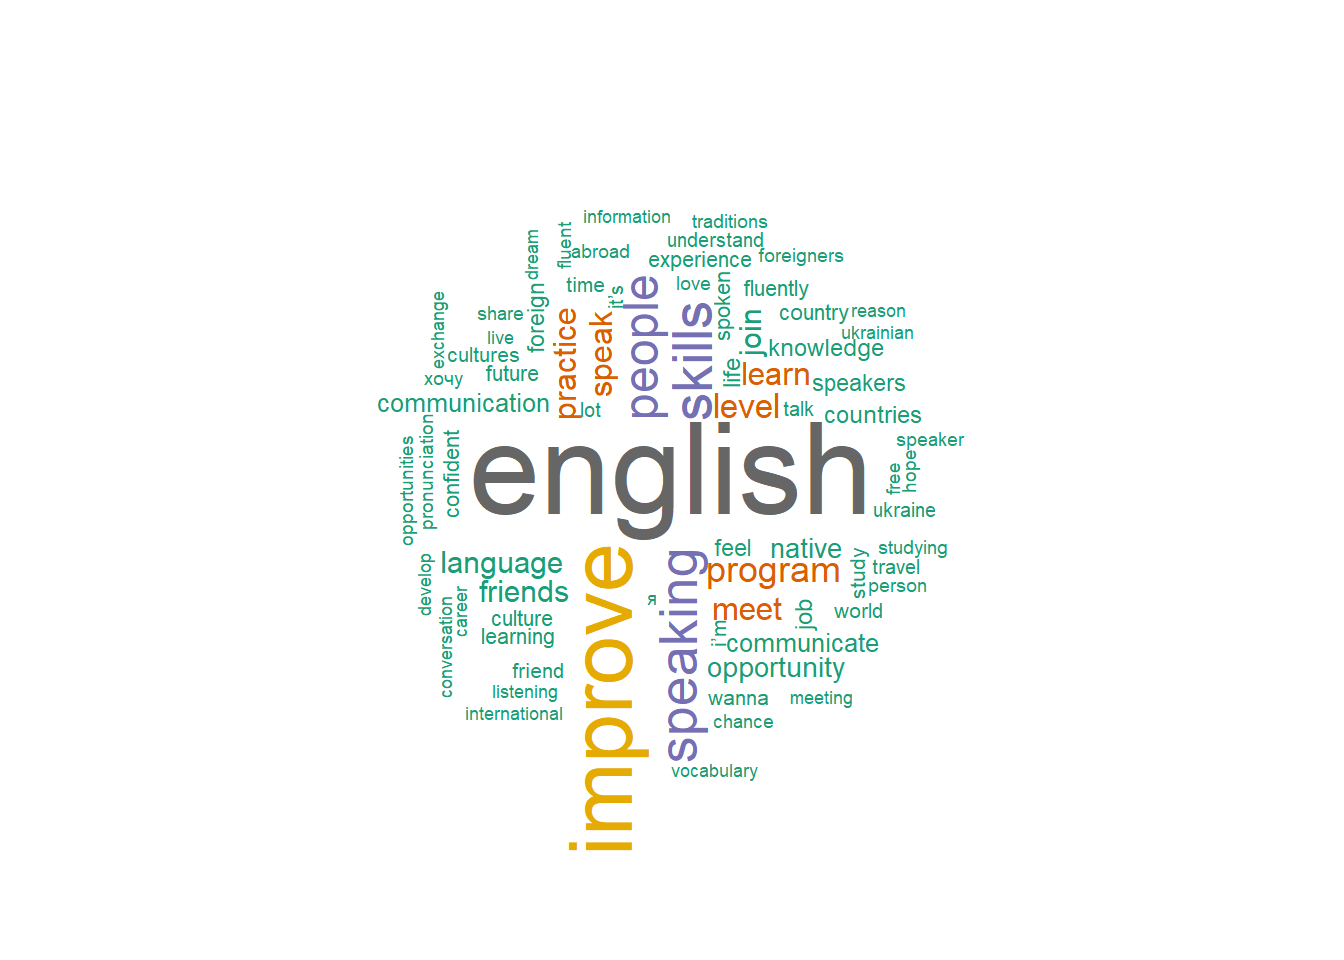 information
traditions
understand
fluent
abroad
dream
experience
foreigners
time
love
it's
people
skills
spoken
fluently
foreign
exchange
share
live
cultures
хочу
future
practice
speak
join
country
reason
ukrainian
knowledge
life
learn
speakers
communication
lot
level
talk
countries
english
opportunities
pronunciation
confident
speaker
free
hope
ukraine
improve
speaking
feel
native
studying
language
program
study
travel
person
develop
friends
career
я
meet
job
world
culture
learning
i'm
communicate
conversation
friend
opportunity
listening
wanna
meeting
international
chance
vocabulary